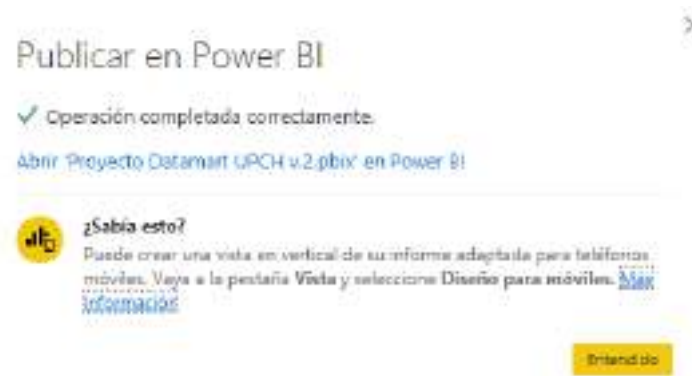 Publicar en Power BI
Operación completada correctamente.
Abrir 'Proyecto Datamart UPCH v.2.pbix' en Power BI
¿Sabía esto?
Puede crear una vista en vertical de su informe adaptada para teléfonos
móviles. Vaya a la pestaña Vista y seleccione Diseño para móviles. Más
información
Entendido